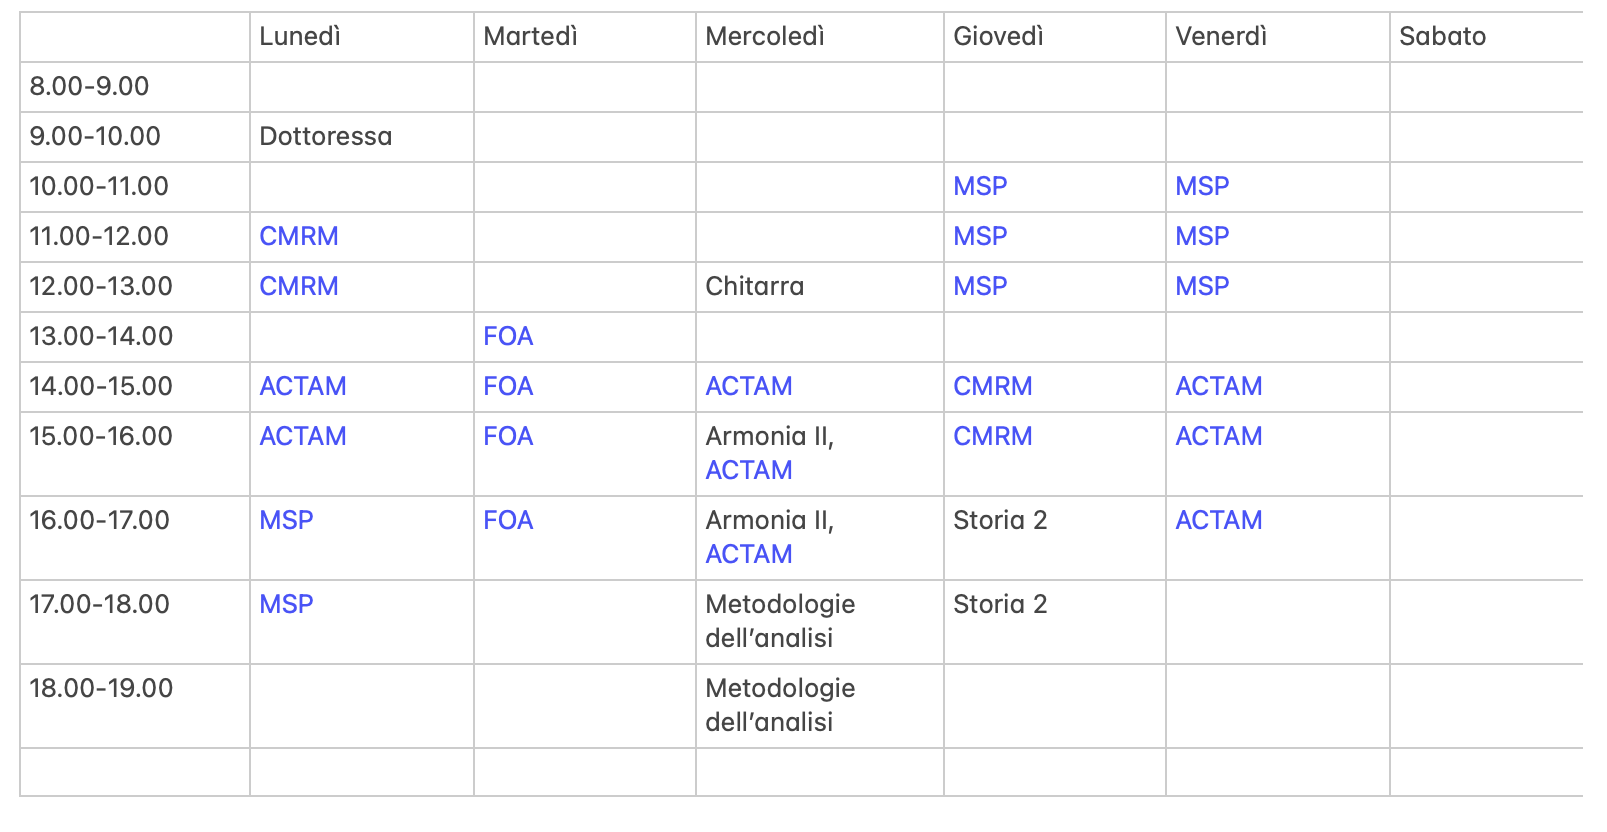 Lunedì Martedì Mercoledì Giovedì Venerdì Sabato
8.00-9.00
9.00-10.00 Dottoressa
10.00-11.00 MSP MSP
11.00-12.00 CMRM MSP MSP
12.00-13.00 CMRM Chitarra MSP MSP
13.00-14.00 FOA
14.00-15.00 ACTAM FOA ACTAM CMRM ACTAM
15.00-16.00 ACTAM FOA Armonia II, CMRM ACTAM
ACTAM
16.00-17.00 MSP FOA Armonia II, Storia 2 ACTAM
ACTAM
17.00-18.00 MSP Metodologie Storia 2
dell’analisi
18.00-19.00 Metodologie
dell’analisi